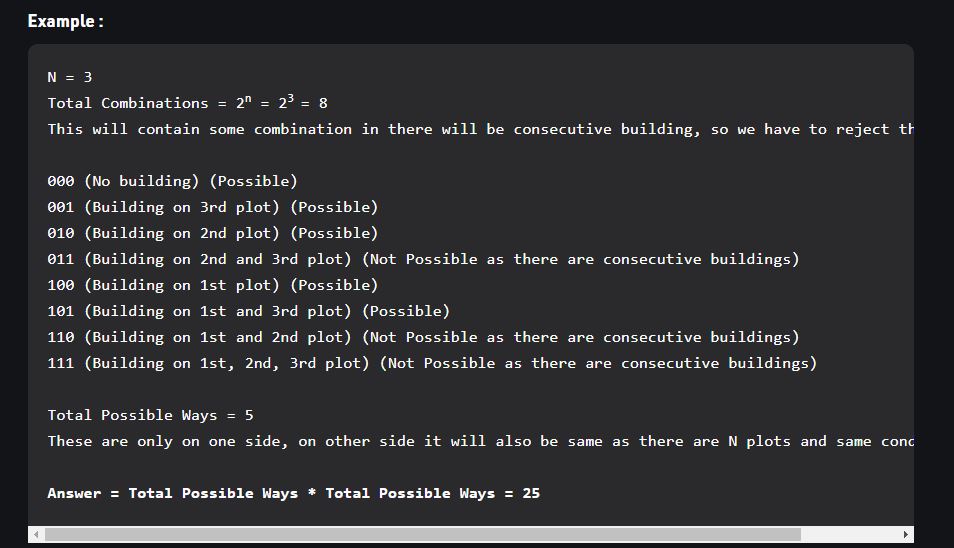 Example :
N = 3
Total Combinations = 2ⁿ = 2³ = 8
This will contain some combination in there will be consecutive building, so we have to reject
000 (No building) (Possible)
001 (Building on 3rd plot) (Possible)
010 (Building on 2nd plot) (Possible)
011 (Building on 2nd and 3rd plot) (Not Possible as there are consecutive buildings)
100 (Building on 1st plot) (Possible)
101 (Building on 1st and 3rd plot) (Possible)
110 (Building on 1st and 2nd plot) (Not Possible as there are consecutive buildings)
111 (Building on 1st, 2nd, 3rd plot) (Not Possible as there are consecutive buildings)
Total Possible Ways = 5
These are only on one side, on other side it will also be same as there are N plots and same
Answer = Total Possible Ways * Total Possible Ways = 25